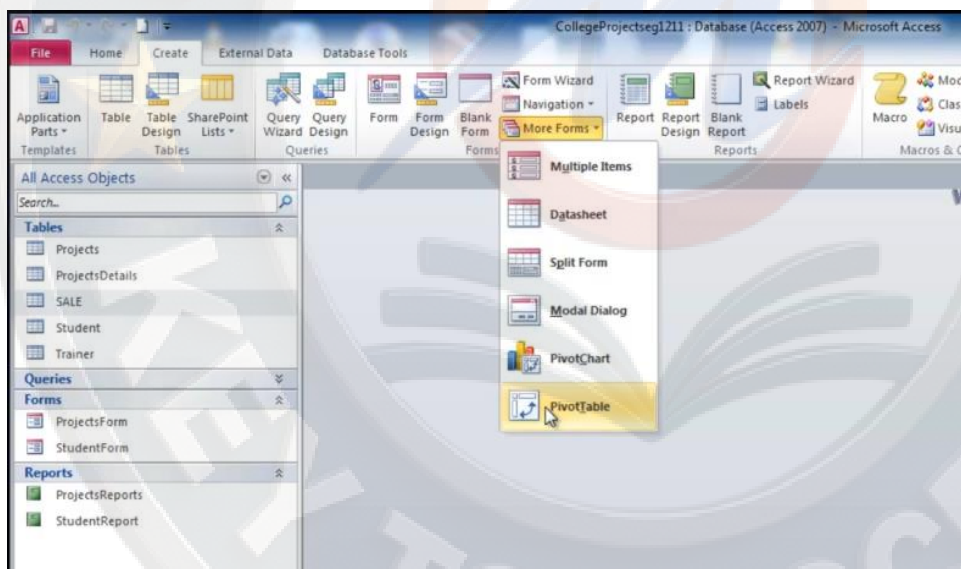 CollegeProjectseg1211 : Database (Access 2007) - Microsoft Access
File Home Create External Data Database Tools
Application Parts Table Table Design SharePoint Lists Query Wizard Query Design Form Form Design Blank Form Form Wizard Navigation More Forms Report Report Design Blank Report Report Wizard Labels Macro
Templates Tables Queries Forms Reports
All Access Objects
Search...
Tables
Projects
ProjectsDetails
SALE
Student
Trainer
Queries
Forms
ProjectsForm
StudentForm
Reports
ProjectsReports
StudentReport
Multiple Items
Datasheet
Split Form
Modal Dialog
PivotChart
PivotTable